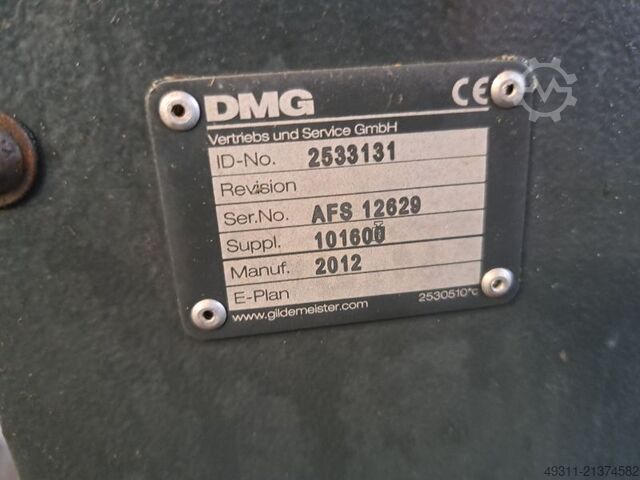 DMG CE
Vertriebs und Service GmbH
ID-No. 2533131
Revision
Ser.No. AFS 12629
Suppl. 101600
Manuf. 2012
E-Plan
www.gildemeister.com 2530510*c
49311-21374582